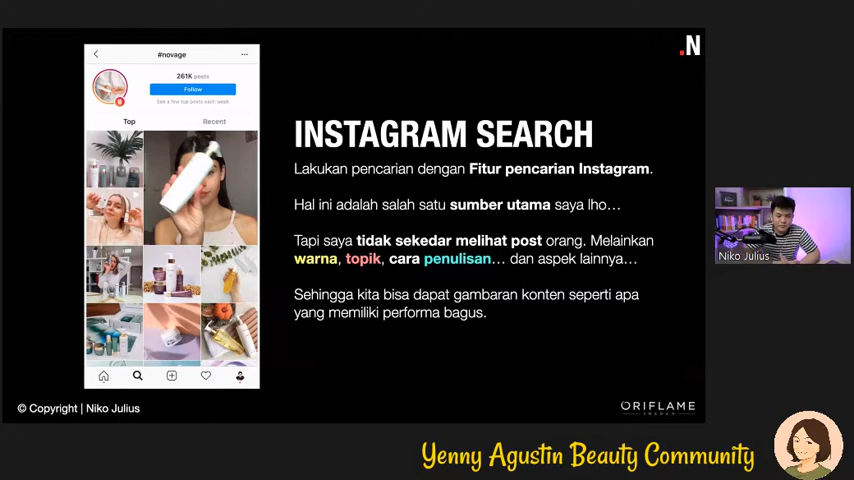 #novage
...
261K posts
Follow
See a few top posts each week
Top
Recent
.N
INSTAGRAM SEARCH
Lakukan pencarian dengan Fitur pencarian Instagram.
Hal ini adalah salah satu sumber utama saya lho...
Tapi saya tidak sekedar melihat post orang. Melainkan
warna, topik, cara penulisan... dan aspek lainnya...
Sehingga kita bisa dapat gambaran konten seperti apa
yang memiliki performa bagus.
Niko Julius
© Copyright | Niko Julius
ORIFLAME
SWEDEN
Yenny Agustin Beauty Community